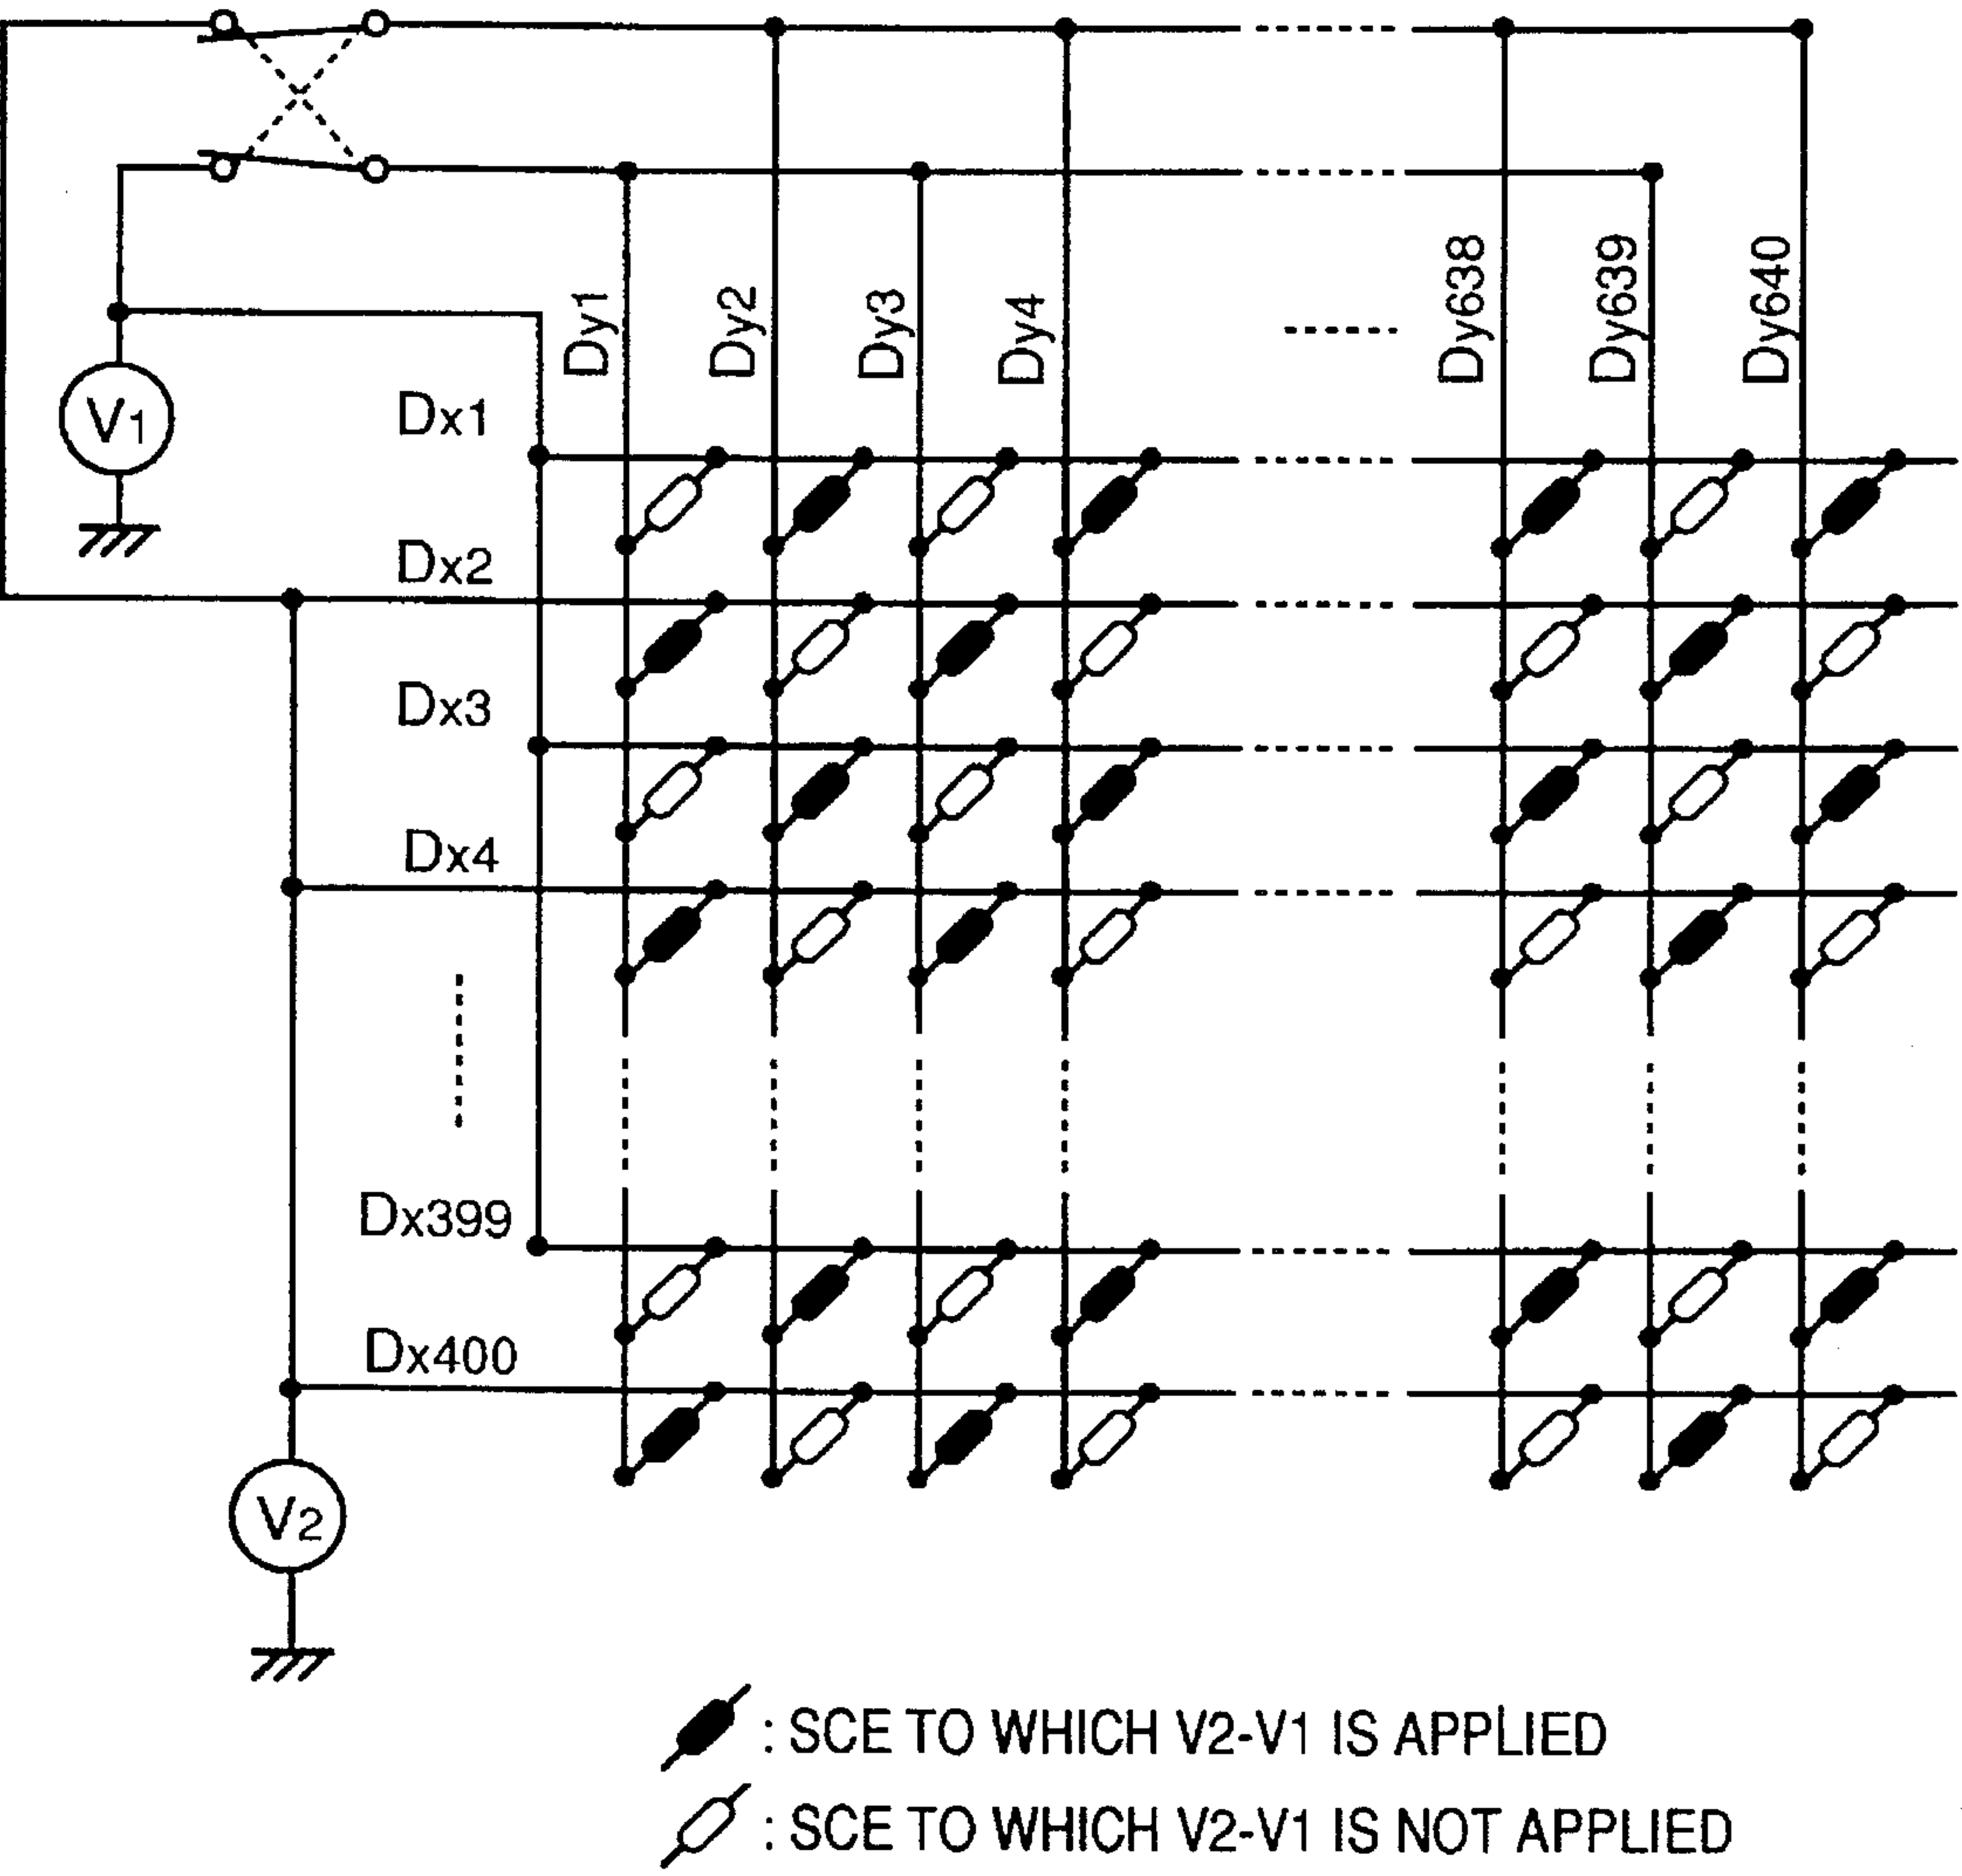 Dy1
Dy2
Dy3
Dy4
Dy638
Dy639
Dy640
V1
Dx1
Dx2
Dx3
Dx4
Dx399
Dx400
V2
: SCE TO WHICH V2-V1 IS APPLIED
: SCE TO WHICH V2-V1 IS NOT APPLIED